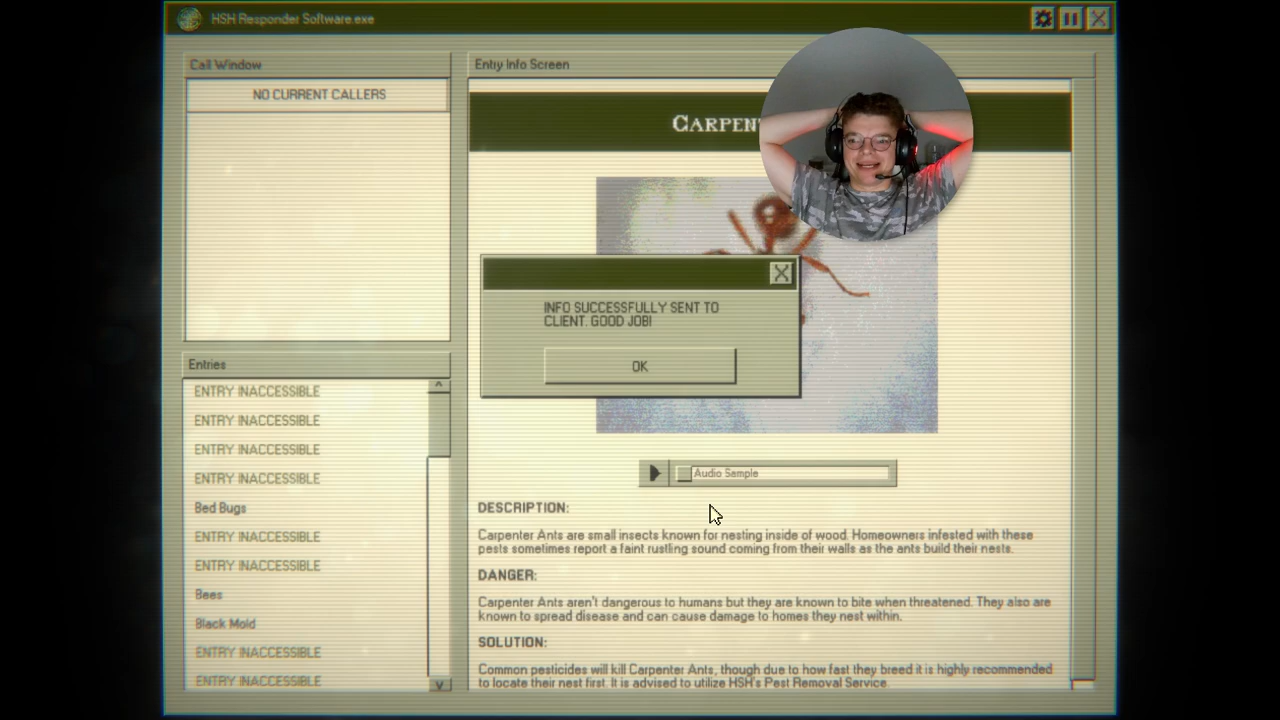 HSH Responder Software.exe
Call Window
NO CURRENT CALLERS
Entries
ENTRY INACCESSIBLE
ENTRY INACCESSIBLE
ENTRY INACCESSIBLE
ENTRY INACCESSIBLE
Bed Bugs
ENTRY INACCESSIBLE
ENTRY INACCESSIBLE
Bees
Black Mold
ENTRY INACCESSIBLE
ENTRY INACCESSIBLE
Entry Info Screen
INFO SUCCESSFULLY SENT TO
CLIENT. GOOD JOB!
OK
Audio Sample
DESCRIPTION:
Carpenter Ants are small insects known for nesting inside of wood. Homeowners infested with these
pests sometimes report a faint rustling sound coming from their walls as the ants build their nests.
DANGER:
Carpenter Ants aren't dangerous to humans but they are known to bite when threatened. They also are
known to spread disease and can cause damage to homes they nest within.
SOLUTION:
Common pesticides will kill Carpenter Ants, though due to how fast they breed it is highly recommended
to locate their nest first. It is advised to utilize HSH's Pest Removal Service.